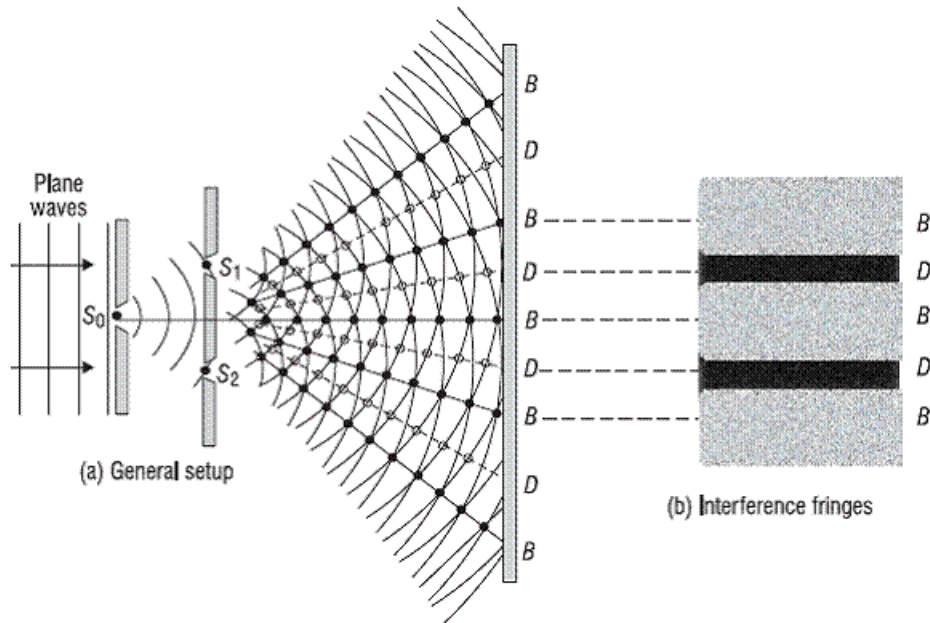 Plane
waves
S0
S1
S2
(a) General setup
B
D
B
D
B
D
B
D
B
B
D
B
D
B
(b) Interference fringes